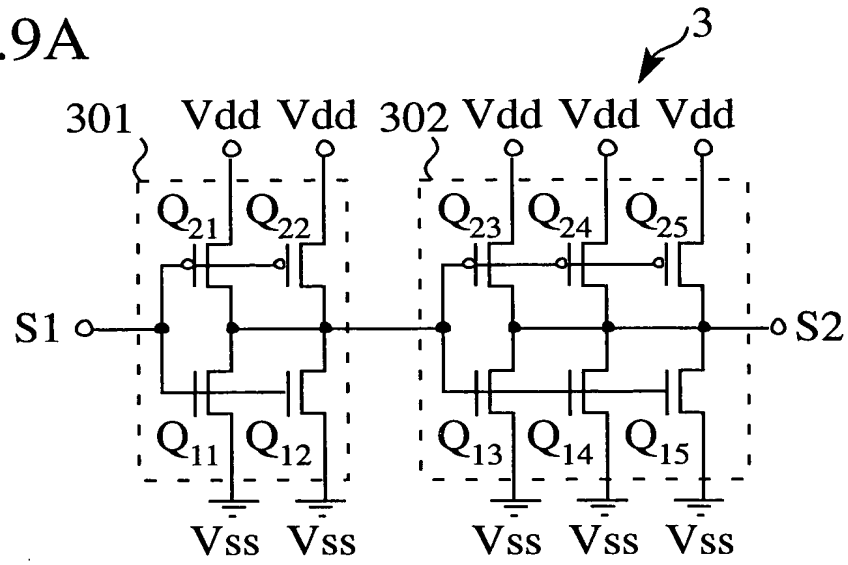 .9A
3
301
Vdd Vdd
302
Vdd Vdd Vdd
Q21 Q22
Q23 Q24 Q25
S1
S2
Q11 Q12
Q13 Q14 Q15
Vss Vss
Vss Vss Vss